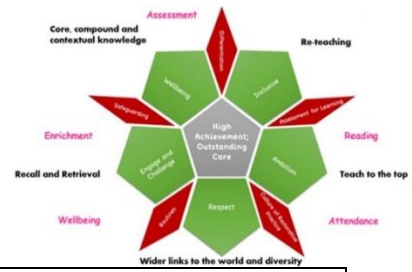 Assessment
Core, compound and
contextual knowledge
Differentiation
Re-teaching
Wellbeing
Inclusive
Safeguarding
Assessment for Learning
High
Achievement;
Outstanding
Care
Enrichment
Reading
Engage and
Challenge
Ambition
Recall and Retrieval
Teach to the top
Respect
Routines
Culture of Restorative
Practice
Wellbeing
Attendance
Wider links to the world and diversity